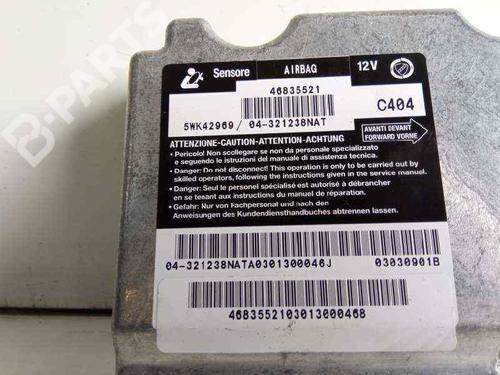 B-PARTS
Sensore AIRBAG 12V
46835521
5WK42969 / 04-321238NAT
C404
AVANTI DEVANT
FORWARD VORNE
ATTENZIONE-CAUTION-ATTENTION-ACHTUNG
• Pericolo! Non scollegare se non da personale specializzato
e seguendo le istruzioni del manuale di assistenza tecnica.
• Danger: Do not disconnect! This operation is only to be carried out by
skilled operators, following the instructions given in the service manual.
• Danger: Seul le personel spécialisé est autorisé à débrancher
en se tenant aux instructions du manual de réparation.
• Gefahr: Nur von Fachpersonal und nach den
Anweisungen des Kundendiensthandbuches abtrennen lassen.
04-321238NATA0301300046J 03030901B
4683552103013000468